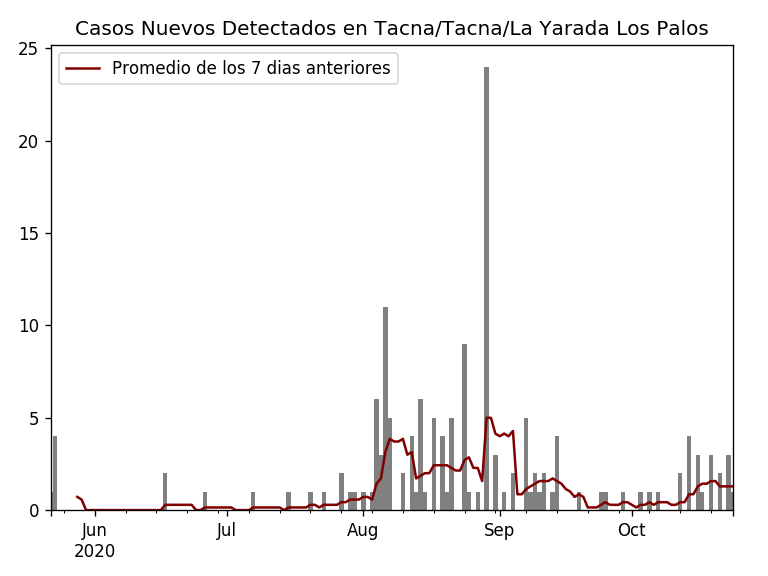 Casos Nuevos Detectados en Tacna/Tacna/La Yarada Los Palos
Promedio de los 7 dias anteriores
25
20
15
10
5
0
Jun Jul Aug Sep Oct
2020